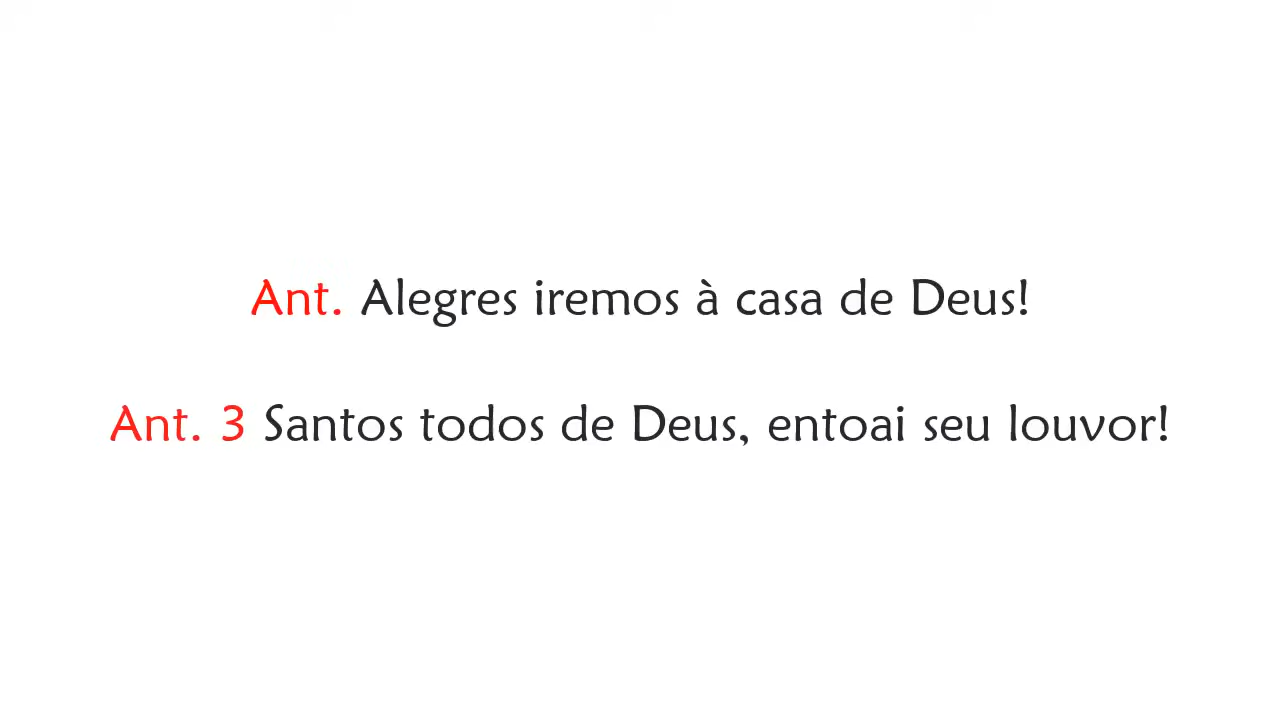 Ant. Alegres iremos à casa de Deus!
Ant. 3 Santos todos de Deus, entoai seu louvor!